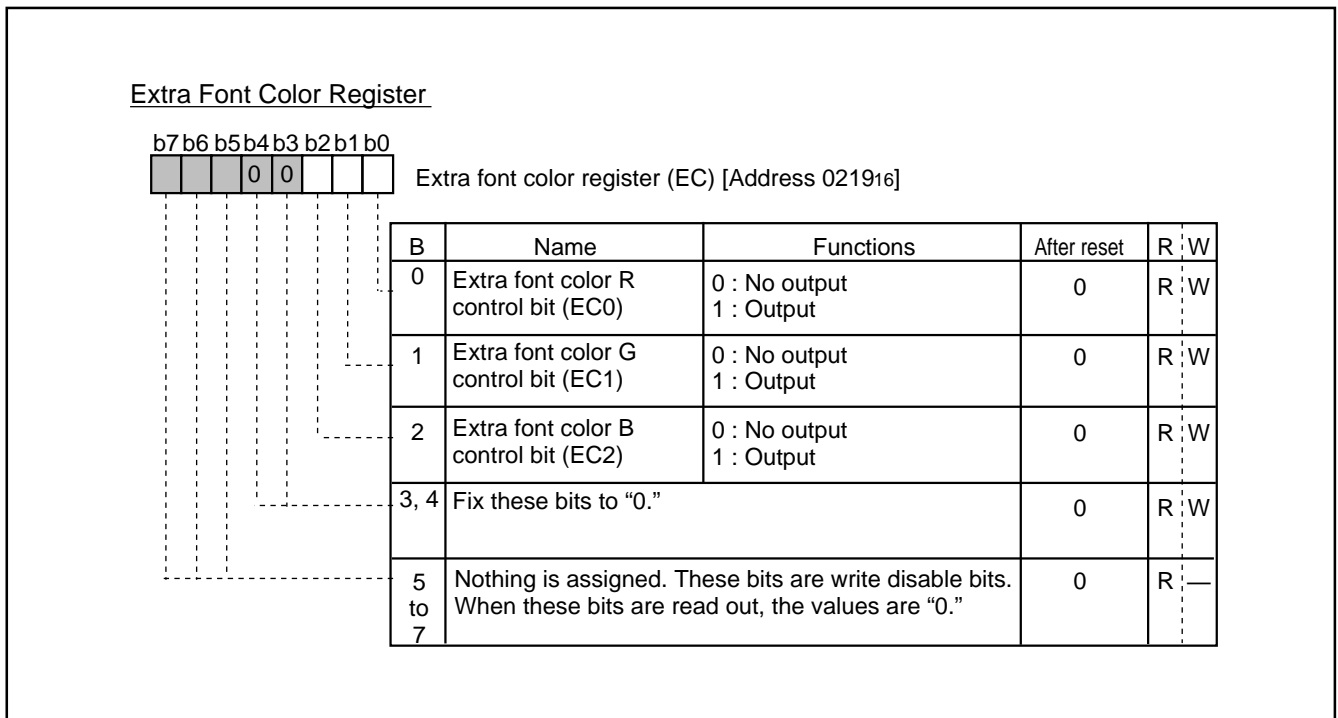 Extra Font Color Register
b7 b6 b5 b4 b3 b2 b1 b0
0 0
Extra font color register (EC) [Address 021916]
B Name Functions After reset R W
0 Extra font color R control bit (EC0) 0 : No output 1 : Output 0 R W
1 Extra font color G control bit (EC1) 0 : No output 1 : Output 0 R W
2 Extra font color B control bit (EC2) 0 : No output 1 : Output 0 R W
3, 4 Fix these bits to “0.” 0 R W
5 to 7 Nothing is assigned. These bits are write disable bits. When these bits are read out, the values are “0.” 0 R —